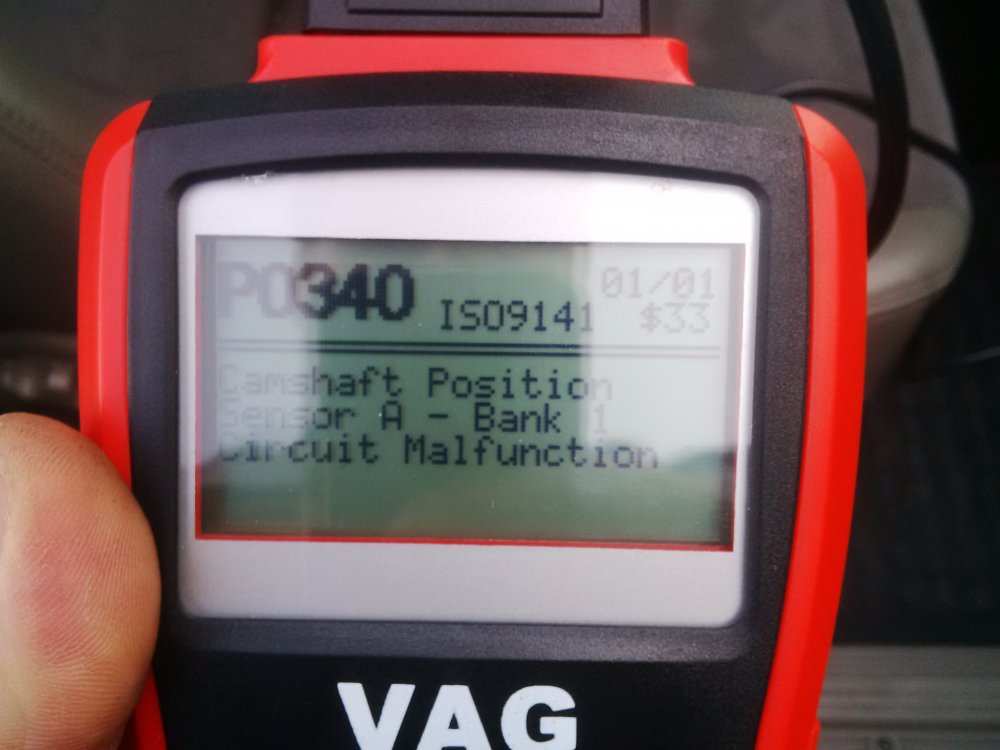 P0340 ISO9141 01/01
$33
Camshaft Position
Sensor A - Bank 1
Circuit Malfunction
VAG